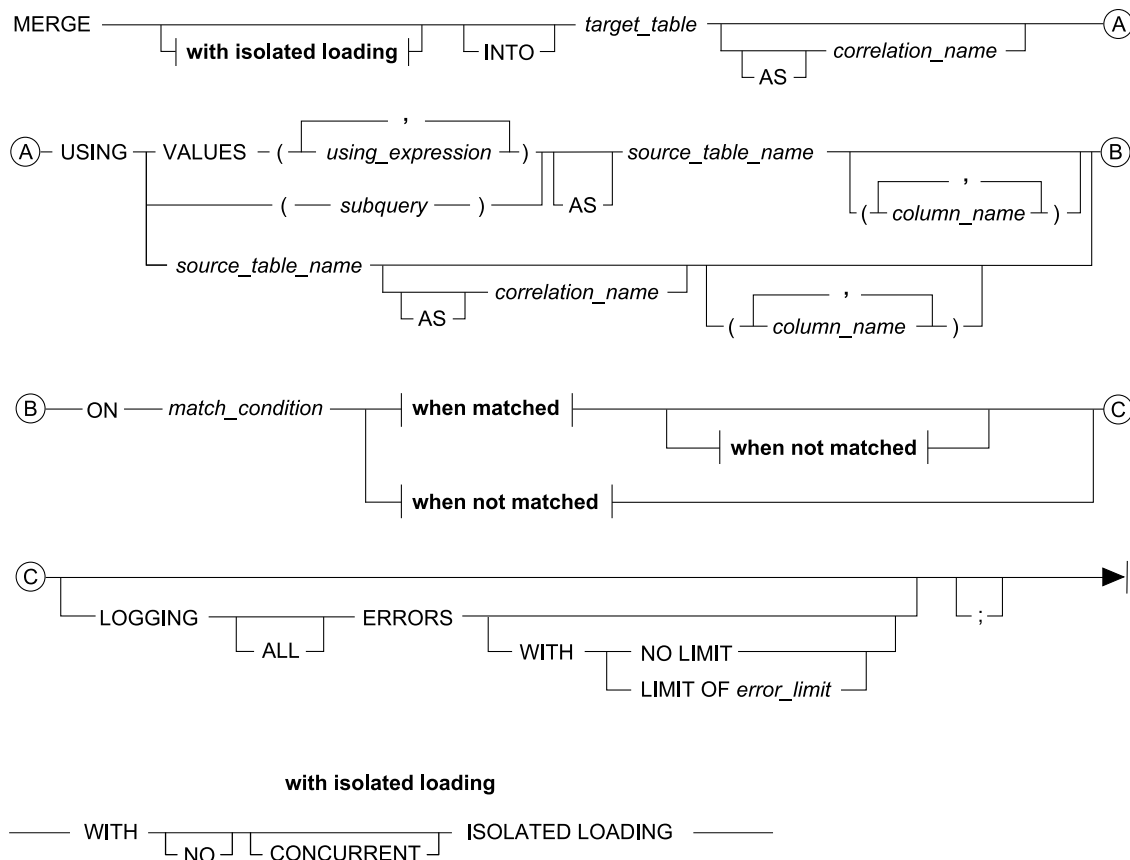 MERGE with isolated loading INTO target_table AS correlation_name A
A USING VALUES ( using_expression , ) AS source_table_name ( column_name , ) B
( subquery )
source_table_name AS correlation_name ( column_name , )
B ON match_condition when matched when not matched C
when not matched
C LOGGING ALL ERRORS WITH NO LIMIT ;
LIMIT OF error_limit
with isolated loading
WITH NO CONCURRENT ISOLATED LOADING